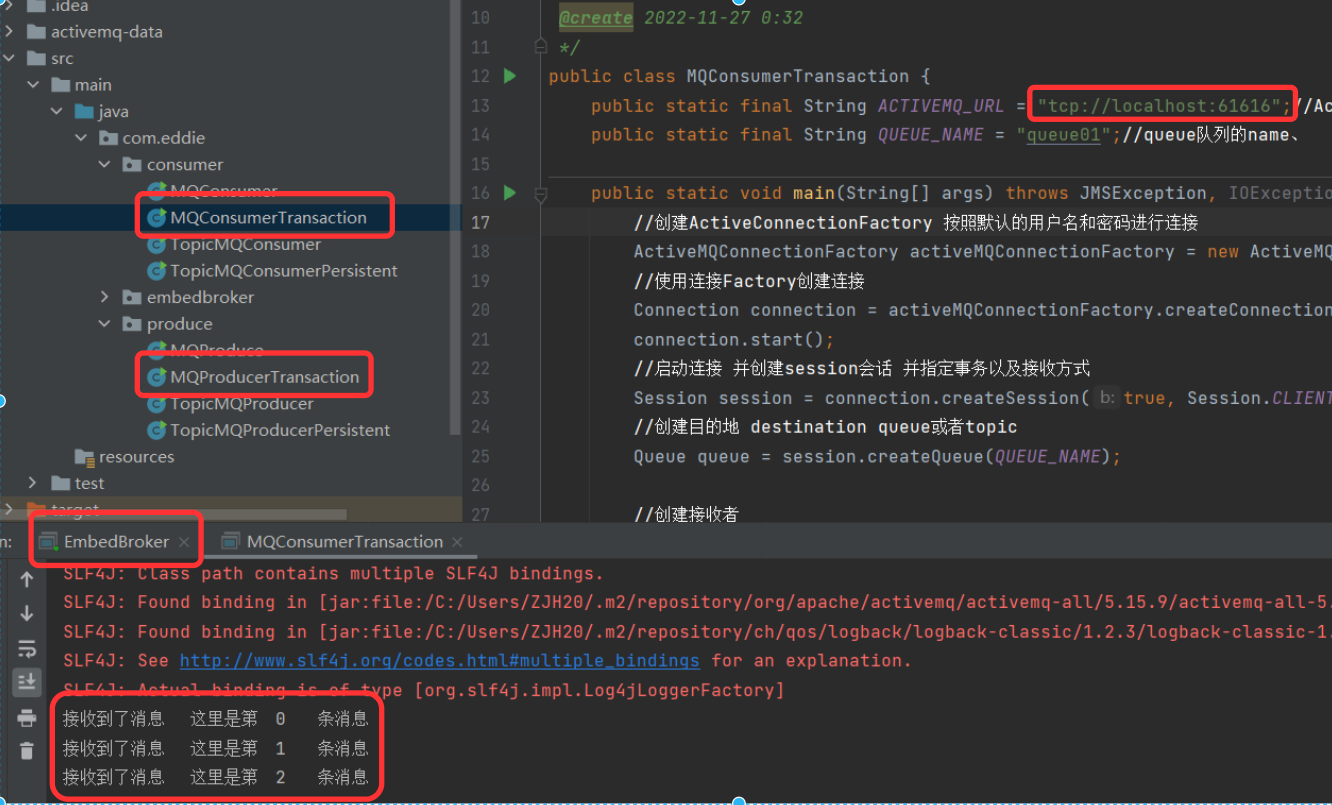 .idea
activemq-data
src
main
java
com.eddie
consumer
MQConsumer
MQConsumerTransaction
TopicMQConsumer
TopicMQConsumerPersistent
embedbroker
produce
MQProduce
MQProducerTransaction
TopicMQProducer
TopicMQProducerPersistent
resources
test
target
10 @create 2022-11-27 0:32
11 */
12 public class MQConsumerTransaction {
13 public static final String ACTIVEMQ_URL = "tcp://localhost:61616";//Ac
14 public static final String QUEUE_NAME = "queue01";//queue队列的name、
15
16 public static void main(String[] args) throws JMSException, IOExceptio
17 //创建ActiveConnectionFactory 按照默认的用户名和密码进行连接
18 ActiveMQConnectionFactory activeMQConnectionFactory = new ActiveMQ
19 //使用连接Factory创建连接
20 Connection connection = activeMQConnectionFactory.createConnection
21 connection.start();
22 //启动连接 并创建session会话 并指定事务以及接收方式
23 Session session = connection.createSession( b: true, Session.CLIENT
24 //创建目的地 destination queue或者topic
25 Queue queue = session.createQueue(QUEUE_NAME);
26
27 //创建接收者
n: EmbedBroker × MQConsumerTransaction ×
SLF4J: Class path contains multiple SLF4J bindings.
SLF4J: Found binding in [jar:file:/C:/Users/ZJH20/.m2/repository/org/apache/activemq/activemq-all/5.15.9/activemq-all-5.
SLF4J: Found binding in [jar:file:/C:/Users/ZJH20/.m2/repository/ch/qos/logback/logback-classic/1.2.3/logback-classic-1.
SLF4J: See http://www.slf4j.org/codes.html#multiple_bindings for an explanation.
SLF4J: Actual binding is of type [org.slf4j.impl.Log4jLoggerFactory]
接收到了消息 这里是第 0 条消息
接收到了消息 这里是第 1 条消息
接收到了消息 这里是第 2 条消息